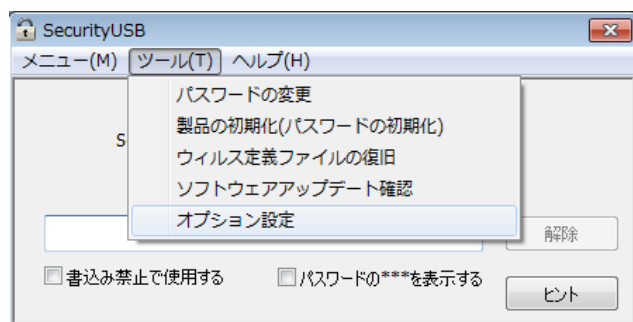 SecurityUSB
メニュー(M) ツール(T) ヘルプ(H)
パスワードの変更
製品の初期化(パスワードの初期化)
S
ウィルス定義ファイルの復旧
ソフトウェアアップデート確認
オプション設定
解除
書込み禁止で使用する パスワードの***を表示する
ヒント